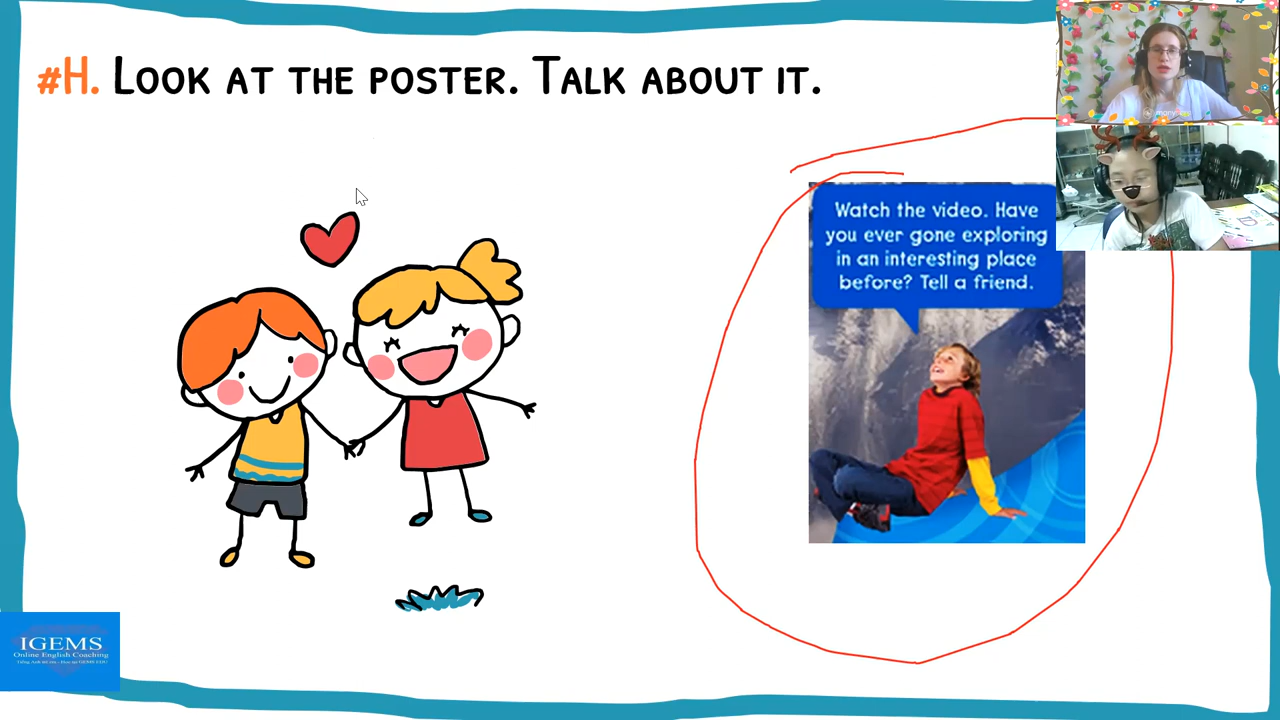 #H. LOOK AT THE POSTER. TALK ABOUT IT.
Watch the video. Have
you ever gone exploring
in an interesting place
before? Tell a friend.
IGEMS
Online English Coaching